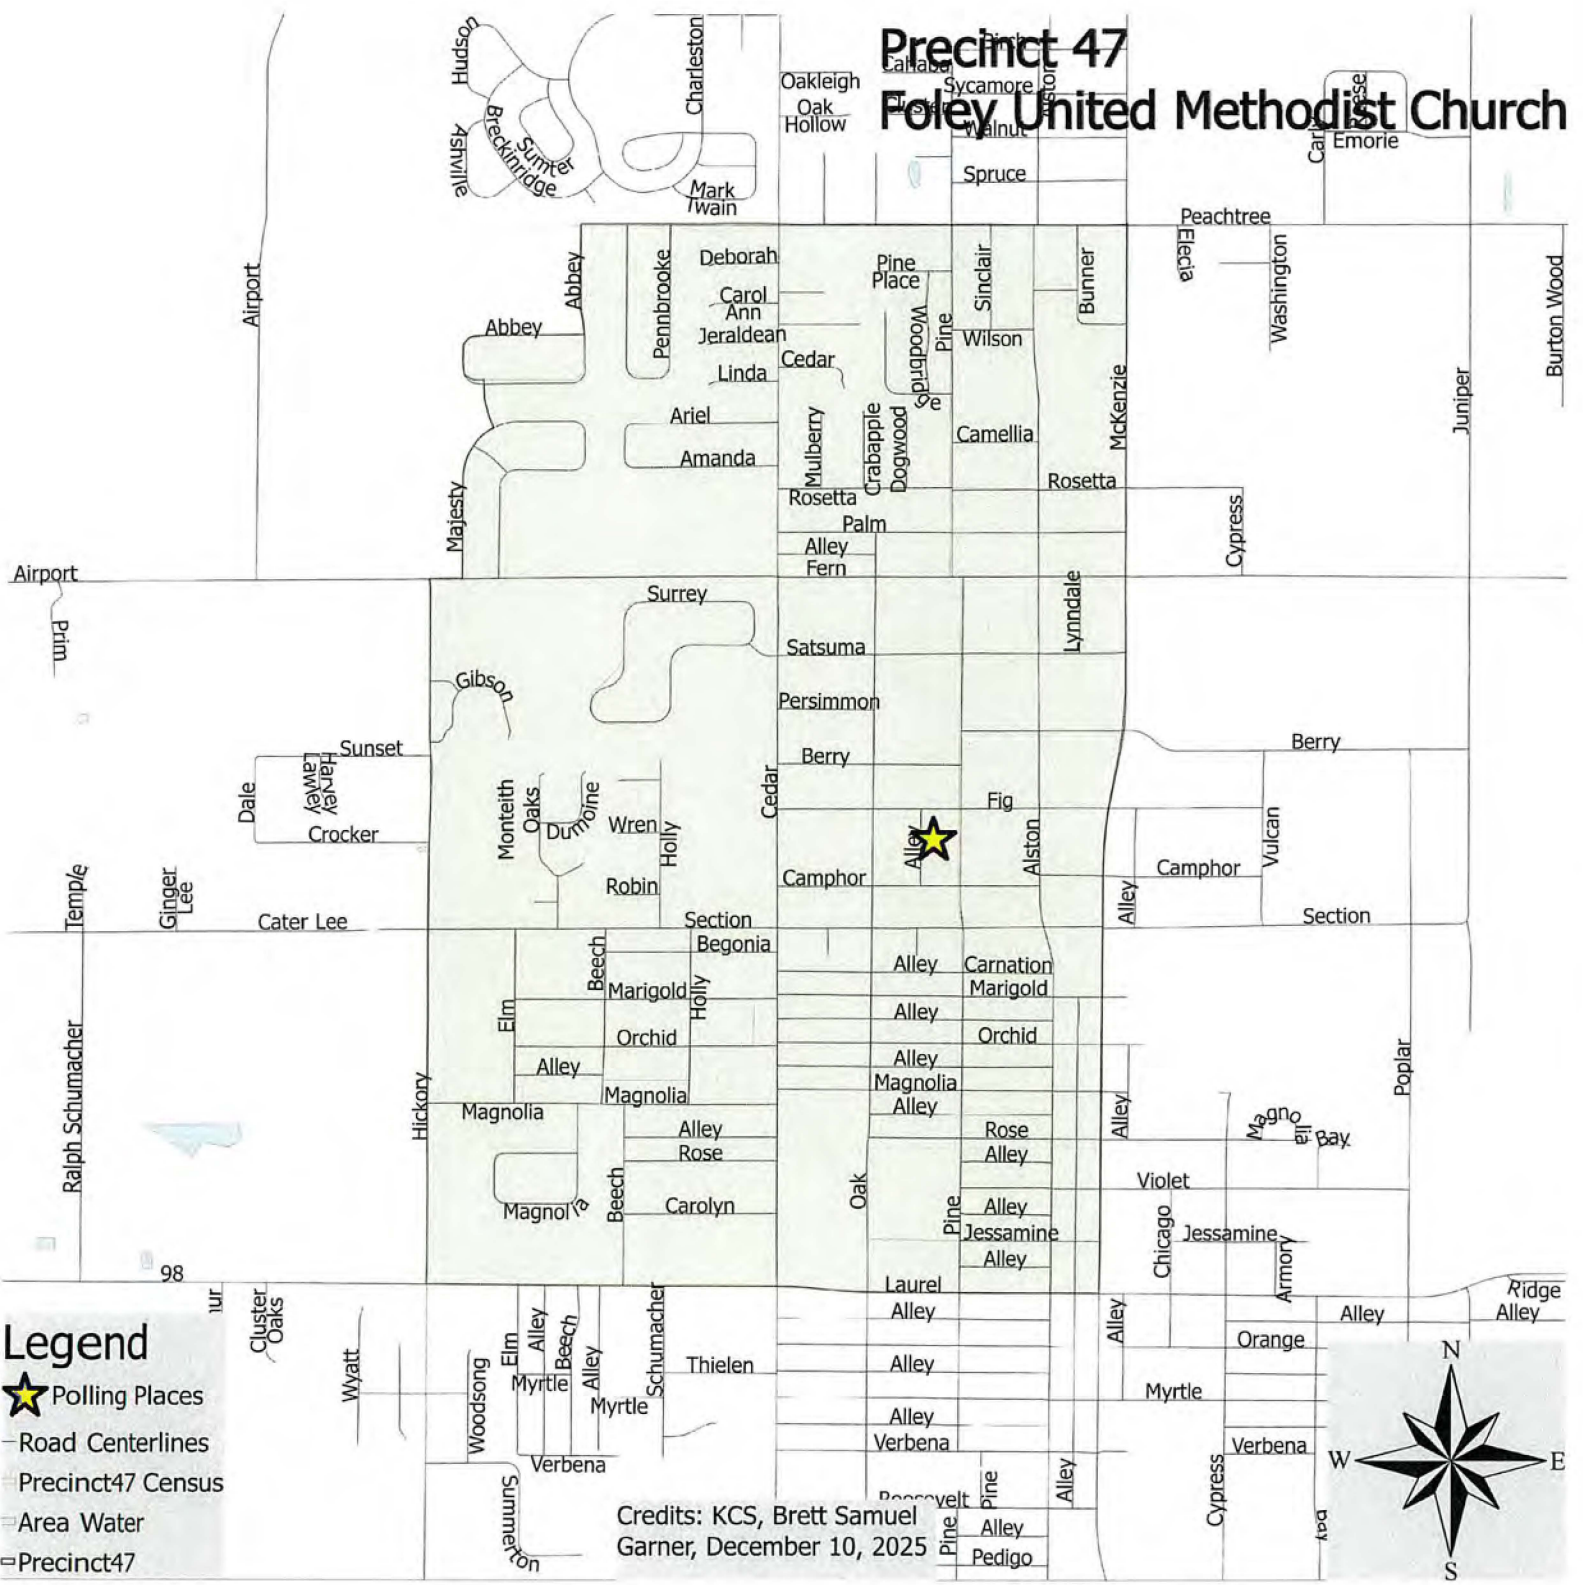 Precinct 47
Foley United Methodist Church
Hudson
Charleston
Birch
Cahaba
Oakleigh
Sycamore
Oak
Hollow
Cluster
Walnut
Carly
Emorie
Ashville
Breckinridge
Sumter
Spruce
Mark
Twain
Peachtree
Airport
Abbey
Pennbrooke
Deborah
Pine
Place
Sinclair
Bunner
Elecia
Washington
Burton Wood
Carol
Ann
Abbey
Jeraldean
Woodbridge
Pine
Wilson
Linda
Cedar
McKenzie
Juniper
Ariel
Mulberry
Crabapple
Dogwood
Camellia
Amanda
Rosetta
Rosetta
Majesty
Palm
Cypress
Alley
Fern
Airport
Prim
Surrey
Lynndale
Satsuma
Gibson
Persimmon
Sunset
Berry
Berry
Dale
Lawley
Harvey
Monteith
Oaks
Dumoine
Wren
Holly
Cedar
Fig
Alley
Alston
Vulcan
Crocker
Camphor
Camphor
Robin
Temple
Ginger
Lee
Cater Lee
Section
Alley
Section
Beech
Begonia
Alley
Carnation
Marigold
Marigold
Holly
Elm
Alley
Orchid
Orchid
Alley
Alley
Magnolia
Magnolia
Magnolia
Alley
Poplar
Ralph Schumacher
Hickory
Alley
Magnolia
Bay
Alley
Rose
Rose
Alley
Violet
Magnolia
Beech
Carolyn
Oak
Pine
Alley
Jessamine
Chicago
Jessamine
Armory
Alley
98
Laurel
Ridge
Cluster
Oaks
Elm
Alley
Beech
Alley
Schumacher
Alley
Alley
Alley
Alley
Orange
Wyatt
Woodsong
Thielen
Alley
Myrtle
Myrtle
Myrtle
Alley
Verbena
Verbena
Verbena
Summerton
Pine
Alley
Cypress
Roosevelt
Pine
Alley
Pedigo
Bay
Legend
Polling Places
Road Centerlines
Precinct47 Census
Area Water
Precinct47
Credits: KCS, Brett Samuel
Garner, December 10, 2025
N
W
E
S